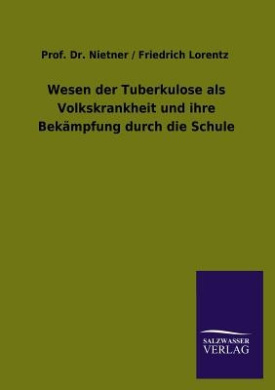 Prof. Dr. Nietner / Friedrich Lorentz
Wesen der Tuberkulose als
Volkskrankheit und ihre
Bekämpfung durch die Schule
SALZWASSER
VERLAG